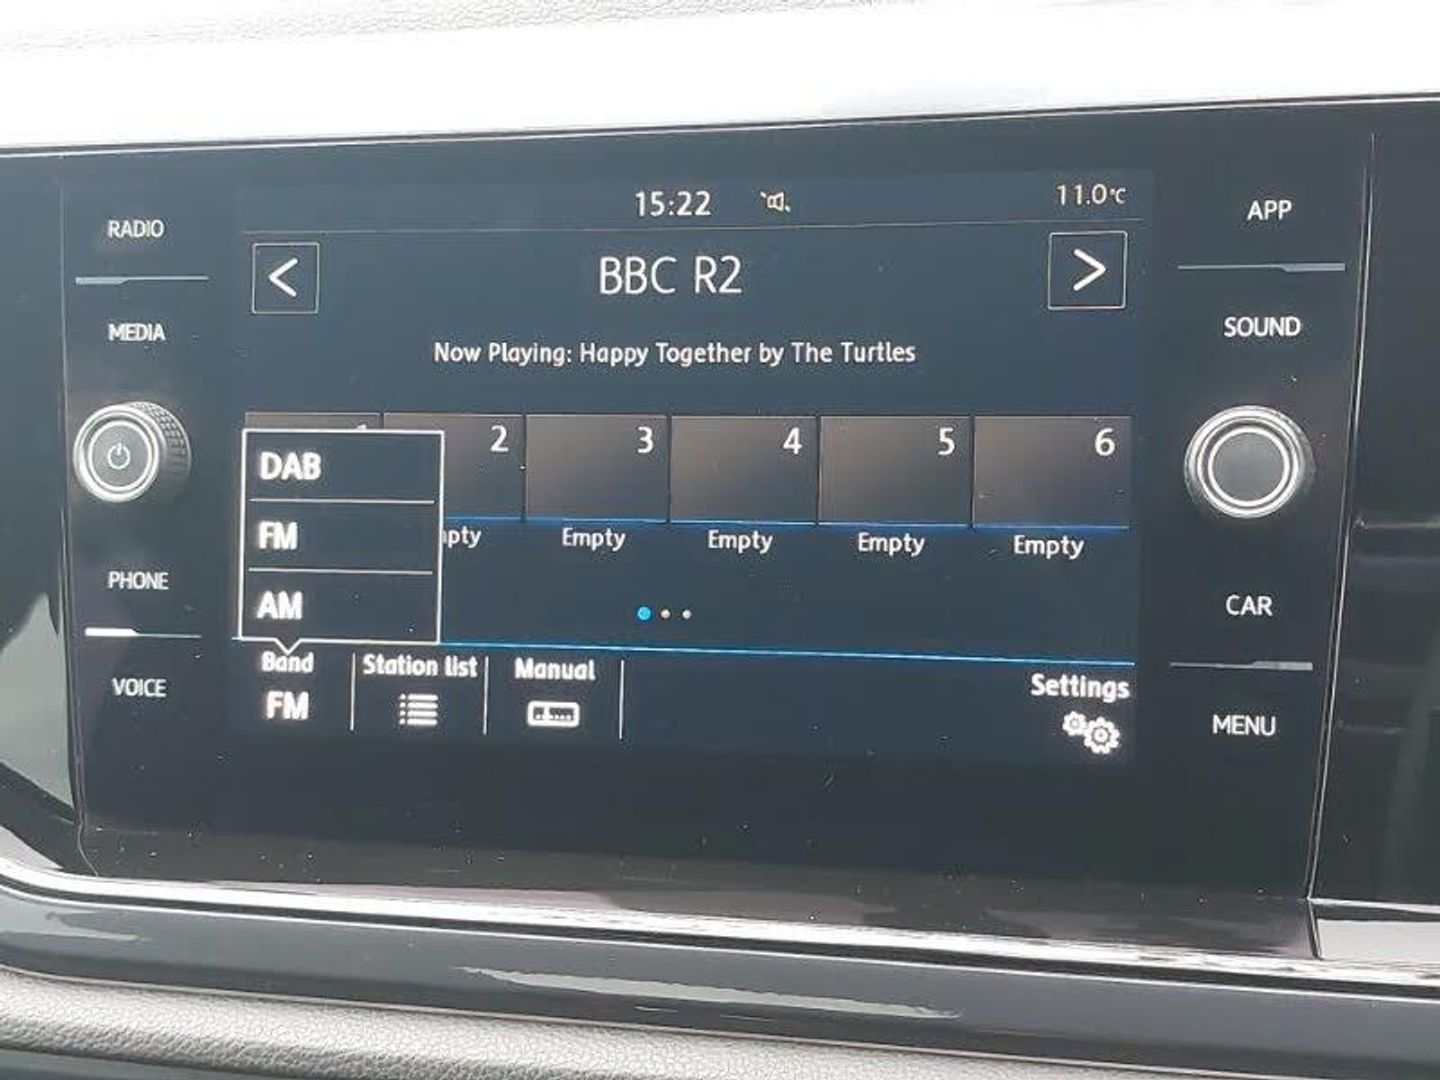 RADIO
MEDIA
PHONE
VOICE
15:22
11.0°C
BBC R2
Now Playing: Happy Together by The Turtles
2
3
4
5
6
DAB
FM
AM
Empty
Empty
Empty
Empty
Band
FM
Station list
Manual
Settings
APP
SOUND
CAR
MENU